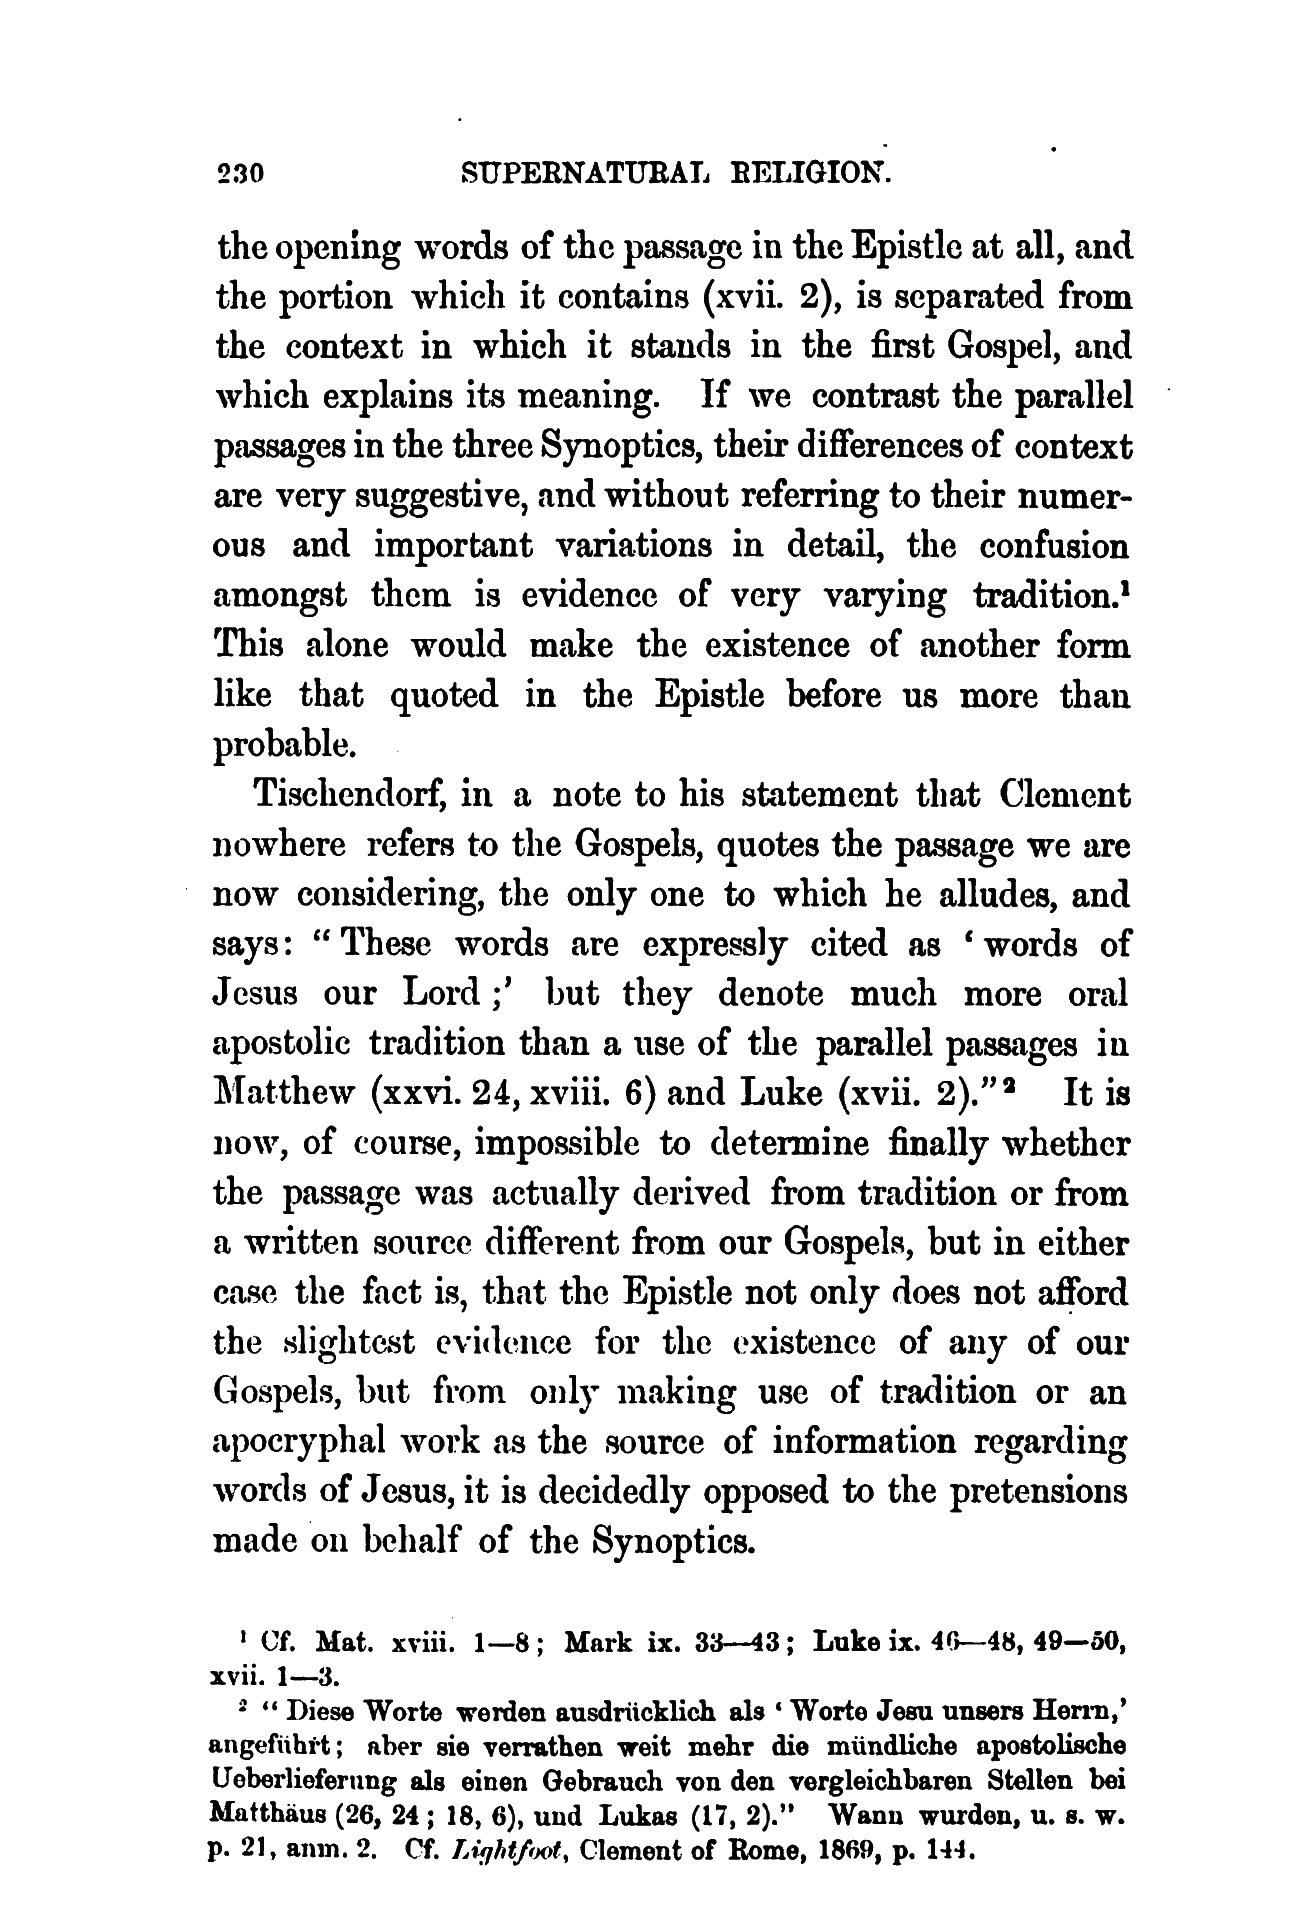 230 SUPERNATURAL RELIGION.
the opening words of the passage in the Epistle at all, and
the portion which it contains (xvii. 2), is separated from
the context in which it stands in the first Gospel, and
which explains its meaning. If we contrast the parallel
passages in the three Synoptics, their differences of context
are very suggestive, and without referring to their numer-
ous and important variations in detail, the confusion
amongst them is evidence of very varying tradition.¹
This alone would make the existence of another form
like that quoted in the Epistle before us more than
probable.
Tischendorf, in a note to his statement that Clement
nowhere refers to the Gospels, quotes the passage we are
now considering, the only one to which he alludes, and
says: “ These words are expressly cited as ‘ words of
Jesus our Lord ;’ but they denote much more oral
apostolic tradition than a use of the parallel passages in
Matthew (xxvi. 24, xviii. 6) and Luke (xvii. 2).”² It is
now, of course, impossible to determine finally whether
the passage was actually derived from tradition or from
a written source different from our Gospels, but in either
case the fact is, that the Epistle not only does not afford
the slightest evidence for the existence of any of our
Gospels, but from only making use of tradition or an
apocryphal work as the source of information regarding
words of Jesus, it is decidedly opposed to the pretensions
made on behalf of the Synoptics.
¹ Cf. Mat. xviii. 1—8 ; Mark ix. 33—43 ; Luke ix. 46—48, 49—50,
xvii. 1—3.
² “ Diese Worte werden ausdrücklich als ‘ Worte Jesu unsers Herrn,’
angeführt ; aber sie verrathen weit mehr die mündliche apostolische
Ueberlieferung als einen Gebrauch von den vergleichbaren Stellen bei
Matthäus (26, 24 ; 18, 6), und Lukas (17, 2).” Wann wurden, u. s. w.
p. 21, anm. 2. Cf. Lightfoot, Clement of Rome, 1869, p. 144.